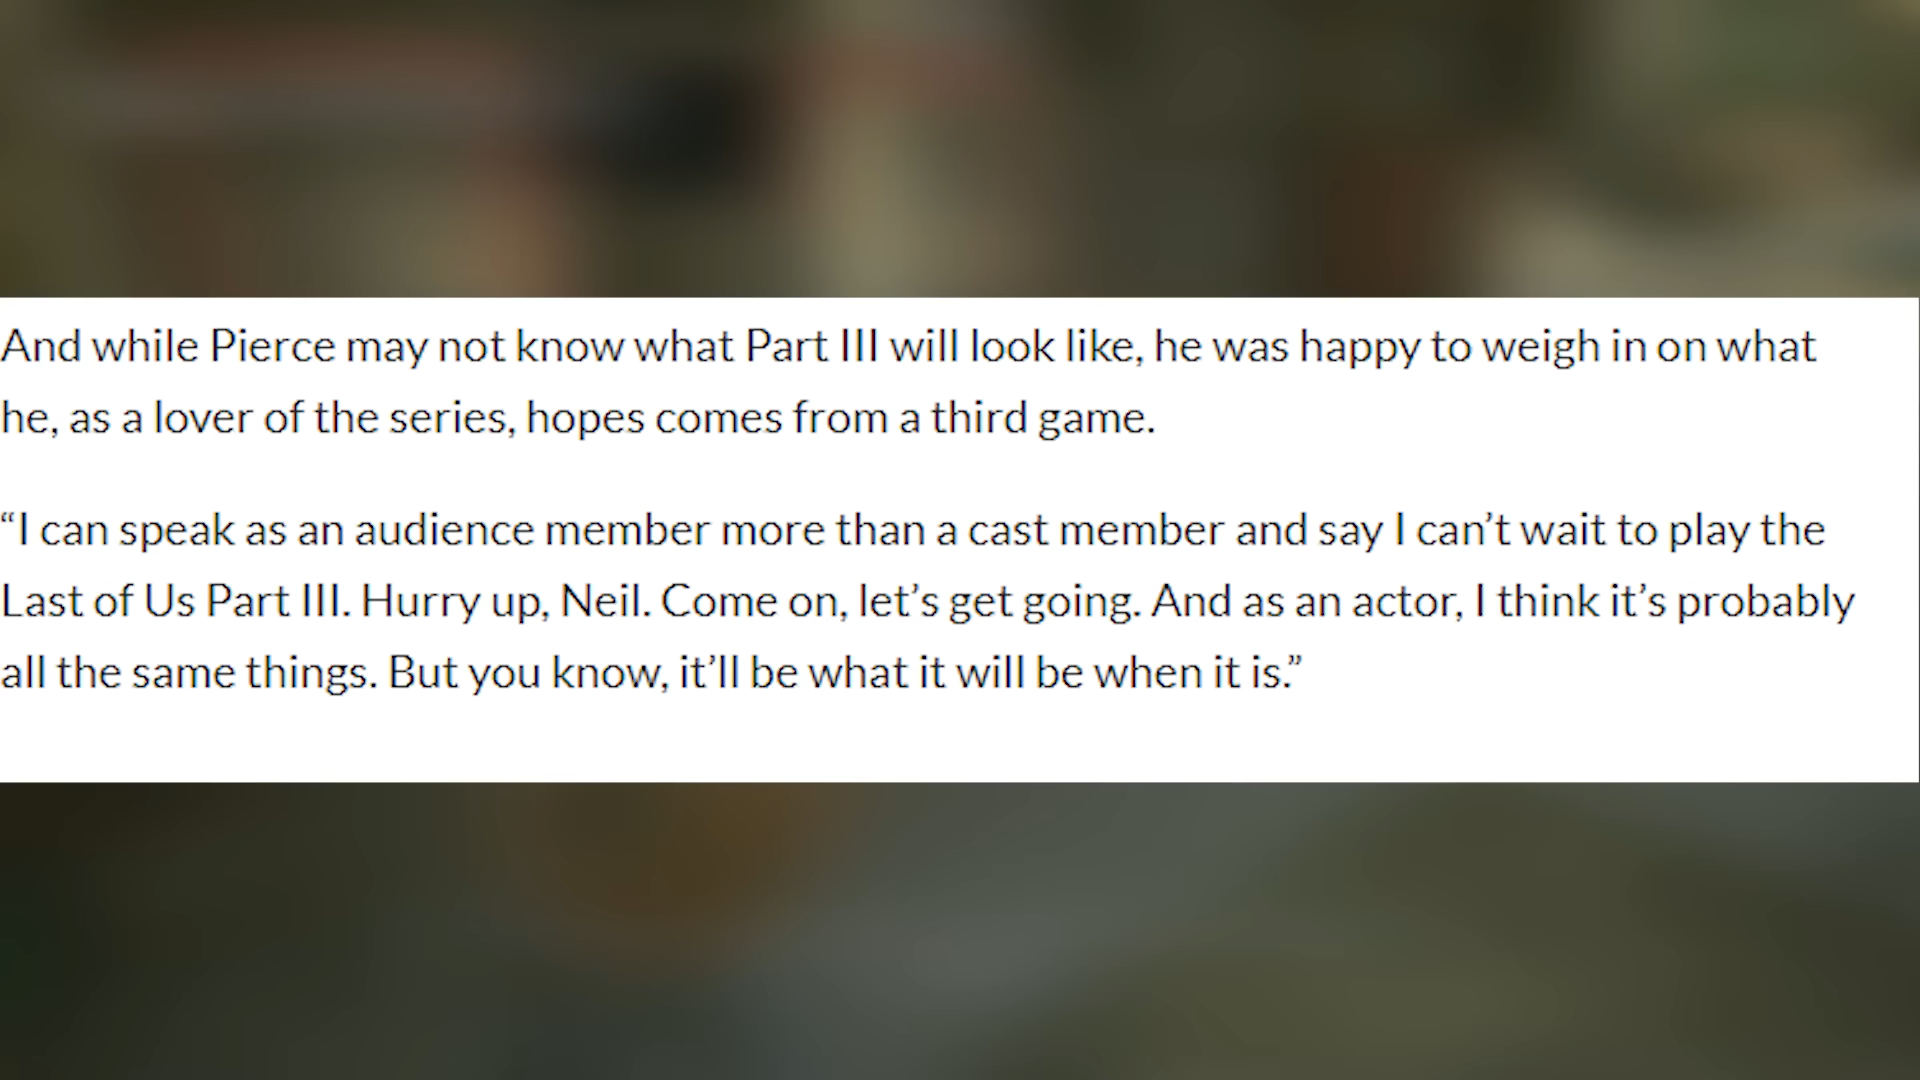 And while Pierce may not know what Part III will look like, he was happy to weigh in on what
he, as a lover of the series, hopes comes from a third game.
“I can speak as an audience member more than a cast member and say I can’t wait to play the
Last of Us Part III. Hurry up, Neil. Come on, let’s get going. And as an actor, I think it’s probably
all the same things. But you know, it’ll be what it will be when it is.”